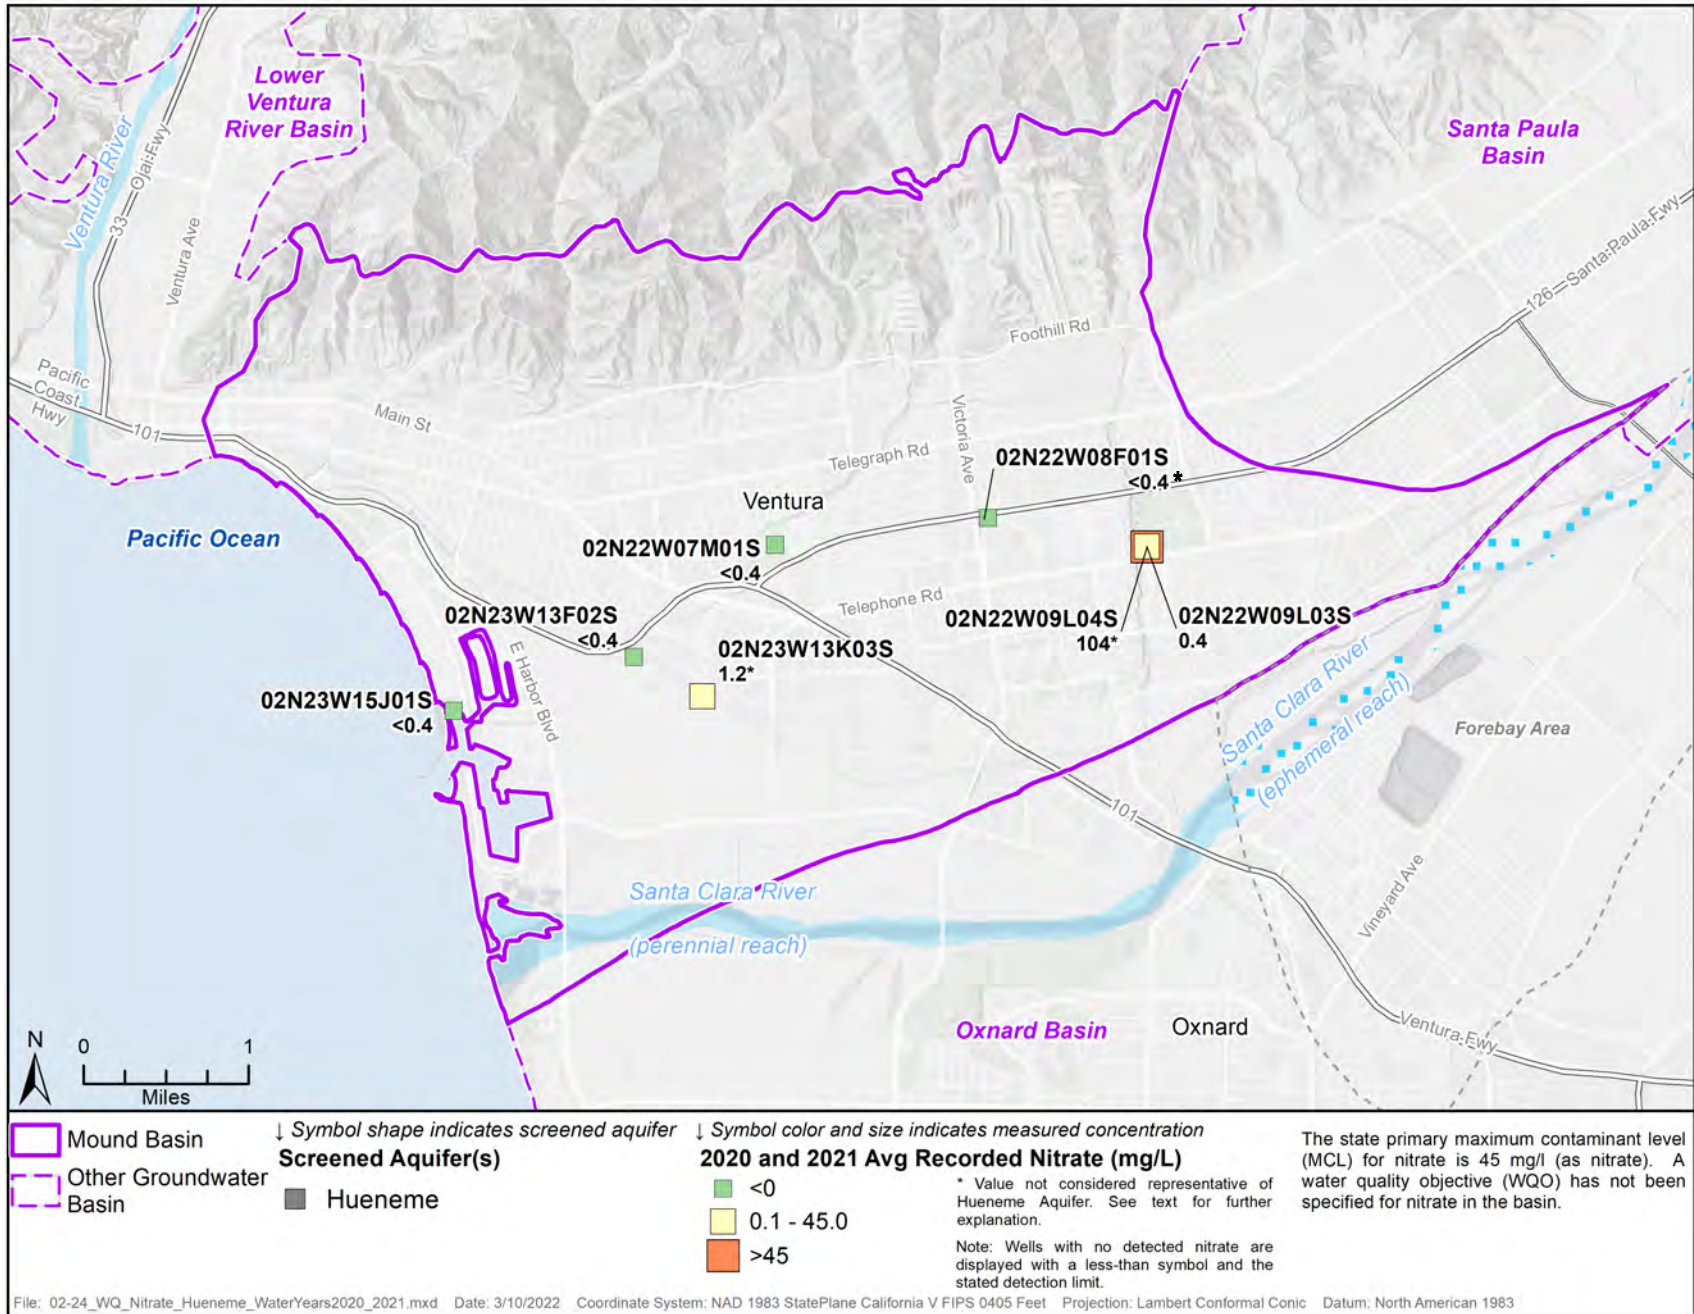 Lower
Ventura
River Basin
Santa Paula
Basin
Ventura River
33
Ojai Fwy
Ventura Ave
126
Santa Paula Fwy
Foothill Rd
Pacific
Coast
Hwy
101
Main St
Telegraph Rd
Victoria Ave
02N22W08F01S
<0.4 *
Ventura
Pacific Ocean
02N22W07M01S
<0.4
Telephone Rd
02N22W09L04S
104*
02N22W09L03S
0.4
02N23W13F02S
<0.4
02N23W13K03S
1.2*
E Harbor Blvd
02N23W15J01S
<0.4
Santa Clara River
(ephemeral reach)
Forebay Area
101
Vineyard Ave
Santa Clara River
(perennial reach)
Oxnard Basin
Oxnard
Ventura Fwy
N
0 1
Miles
Mound Basin
Other Groundwater
Basin
↓ Symbol shape indicates screened aquifer
Screened Aquifer(s)
Hueneme
↓ Symbol color and size indicates measured concentration
2020 and 2021 Avg Recorded Nitrate (mg/L)
<0
0.1 - 45.0
>45
* Value not considered representative of
Hueneme Aquifer. See text for further
explanation.
Note: Wells with no detected nitrate are
displayed with a less-than symbol and the
stated detection limit.
The state primary maximum contaminant level
(MCL) for nitrate is 45 mg/l (as nitrate). A
water quality objective (WQO) has not been
specified for nitrate in the basin.
File: 02-24_WQ_Nitrate_Hueneme_WaterYears2020_2021.mxd Date: 3/10/2022 Coordinate System: NAD 1983 StatePlane California V FIPS 0405 Feet Projection: Lambert Conformal Conic Datum: North American 1983